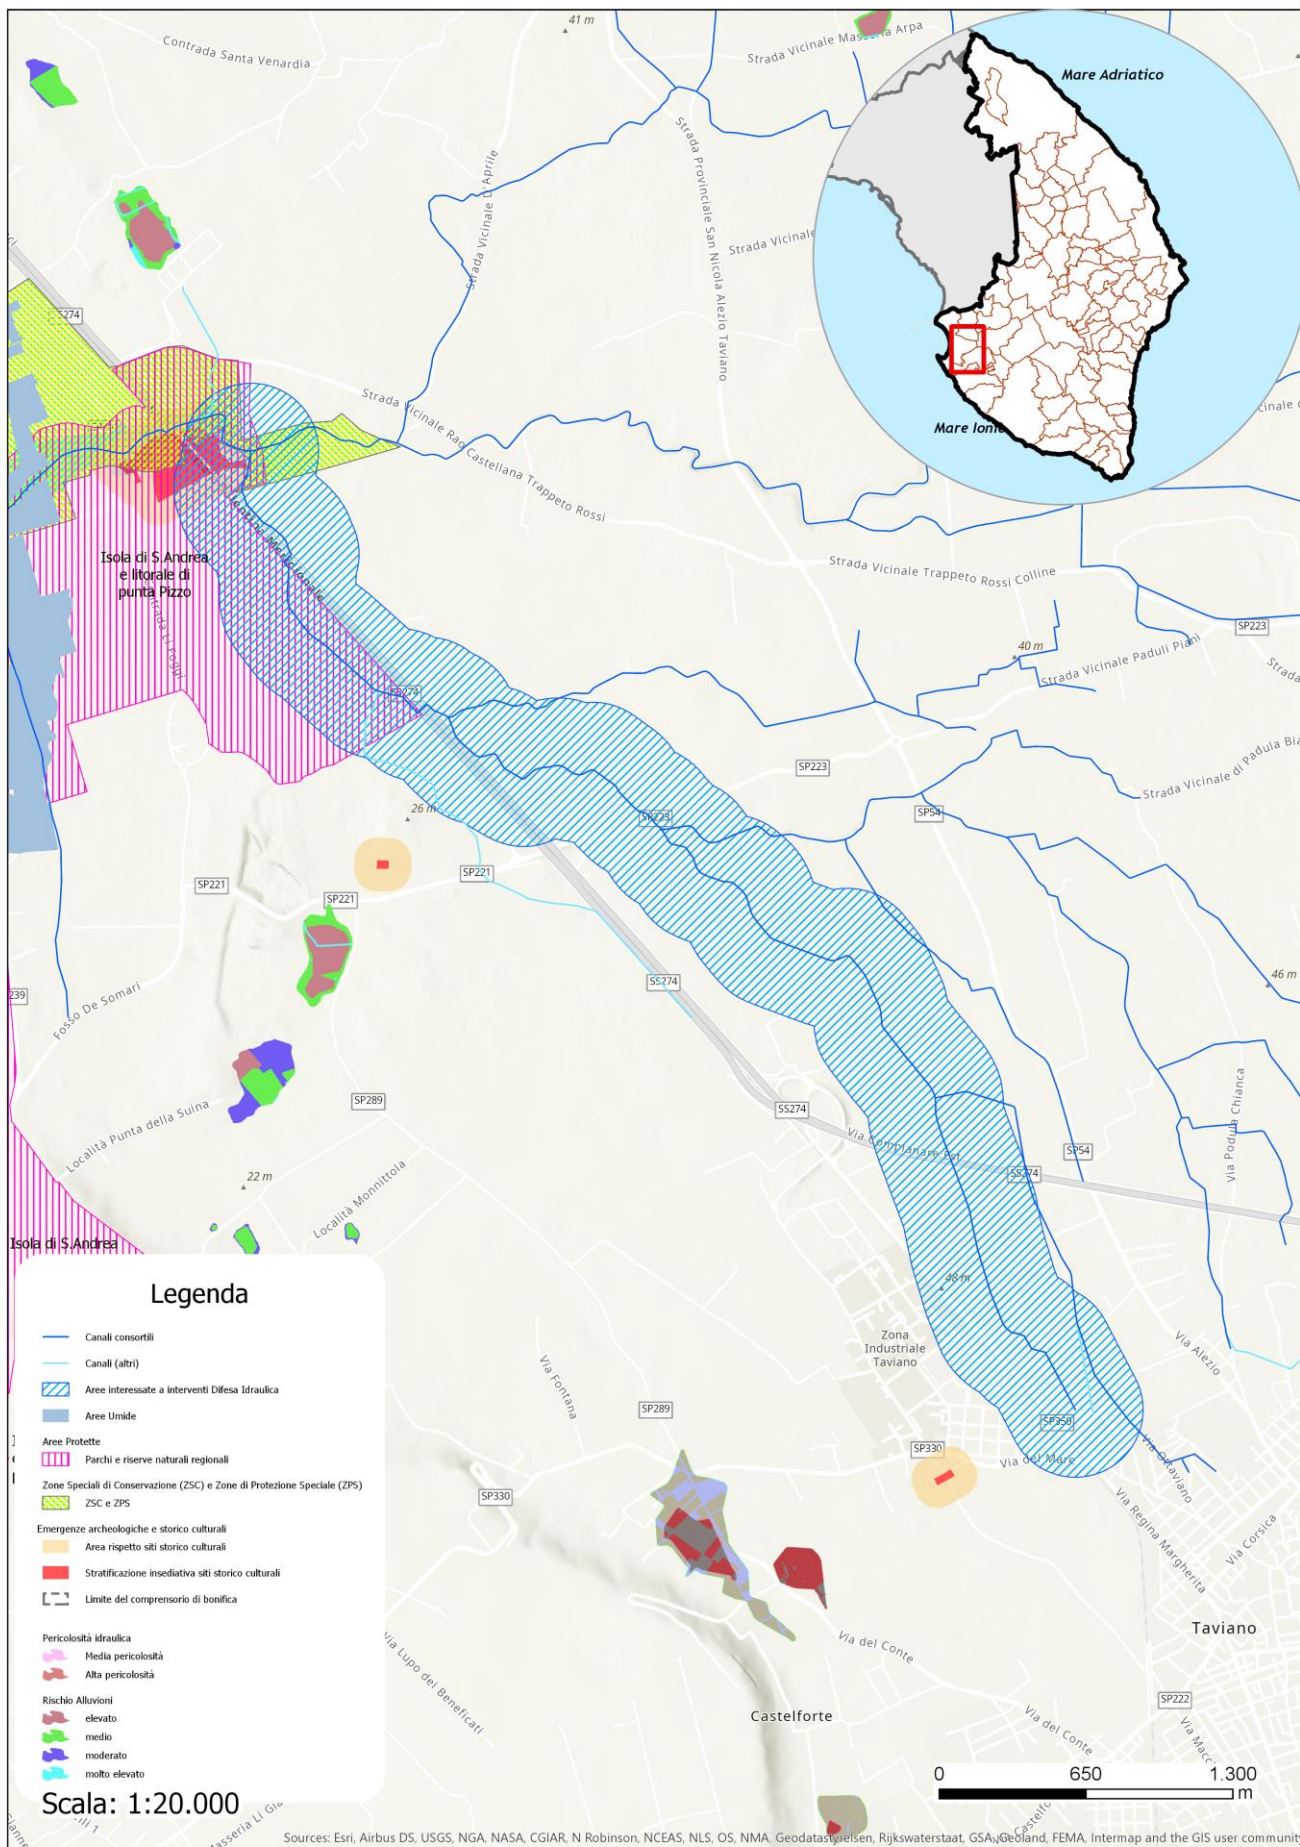 41 m
Contrada Santa Venardia
Strada Vicinale Masseria Arpa
Mare Adriatico
Strada Provinciale San Nicola Alezio Taviano
Strada Vicinale D'Aprile
Strada Vicinale
SS274
Mare Ionio
Strada Vicinale Rao Castellana Trappeto Rossi
Isola di S.Andrea
e litorale di
punta Pizzo
Contrada Li Foggi
Strada Vicinale Trappeto Rossi Colline
SP223
40 m
Strada Vicinale Paduli Piani
SS274
SP223
Strada Vicinale di Padula Bia
26 m
SP223
SP54
SP221
SP221
SP221
46 m
SS274
239
Fosso De Somari
SP289
SS274
Località Punta della Suina
Via Complanare Est
SP54
Via Podula Chianca
SS274
22 m
Località Monnittola
Isola di S.Andrea
48 m
Zona
Industriale
Taviano
Via Alezio
Via Fontana
SP289
SP359
SP330
Via del Mare
Via Ottaviano
SP330
Via Regina Margherita
Via Corsica
Taviano
Via del Conte
Via Lupo dei Beneficati
SP222
Castelforte
Via del Conte
Legenda
Canali consortili
Canali (altri)
Aree interessate a interventi Difesa Idraulica
Aree Umide
Aree Protette
Parchi e riserve naturali regionali
Zone Speciali di Conservazione (ZSC) e Zone di Protezione Speciale (ZPS)
ZSC e ZPS
Emergenze archeologiche e storico culturali
Area rispetto siti storico culturali
Stratificazione insediativa siti storico culturali
Limite del comprensorio di bonifica
Pericolosità idraulica
Media pericolosità
Alta pericolosità
Rischio Alluvioni
elevato
medio
moderato
molto elevato
Scala: 1:20.000
0 650 1.300
m
Sources: Esri, Airbus DS, USGS, NGA, NASA, CGIAR, N Robinson, NCEAS, NLS, OS, NMA, Geodatastyrelsen, Rijkswaterstaat, GSA, Geoland, FEMA, Intermap and the GIS user communit